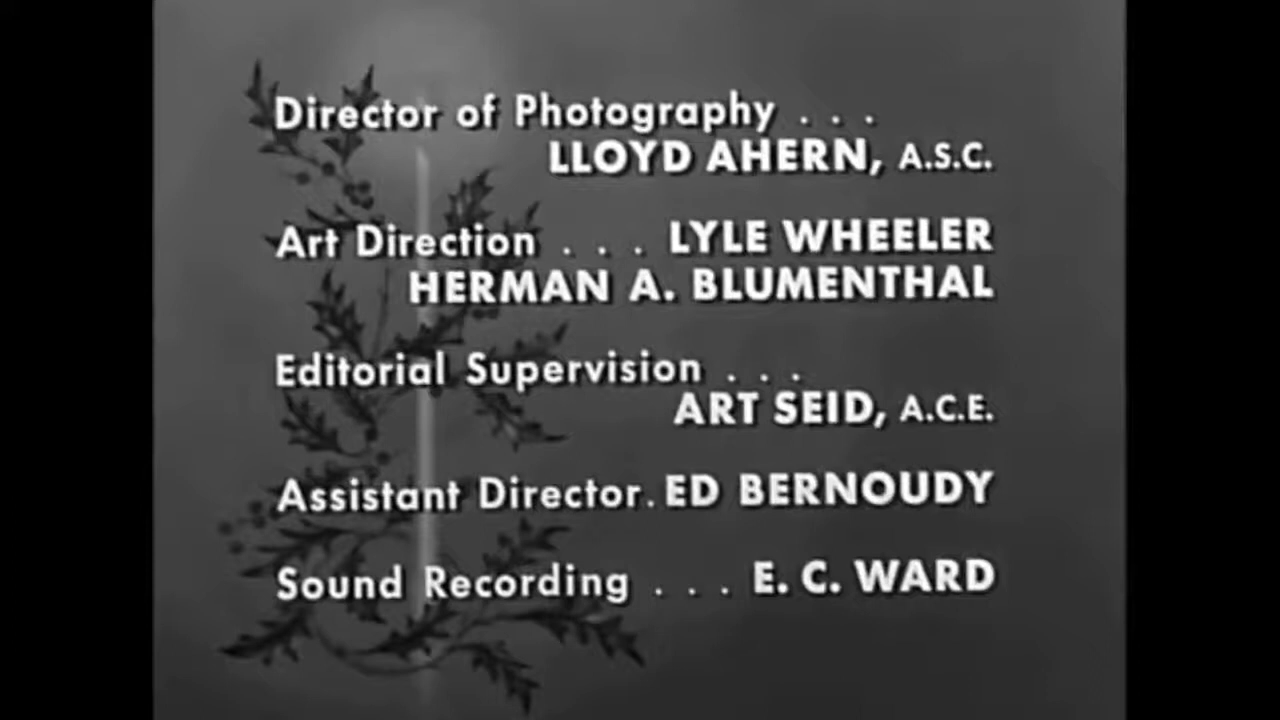 Director of Photography . . .
LLOYD AHERN, A.S.C.
Art Direction . . . LYLE WHEELER
HERMAN A. BLUMENTHAL
Editorial Supervision . . .
ART SEID, A.C.E.
Assistant Director. ED BERNOUDY
Sound Recording . . . E. C. WARD